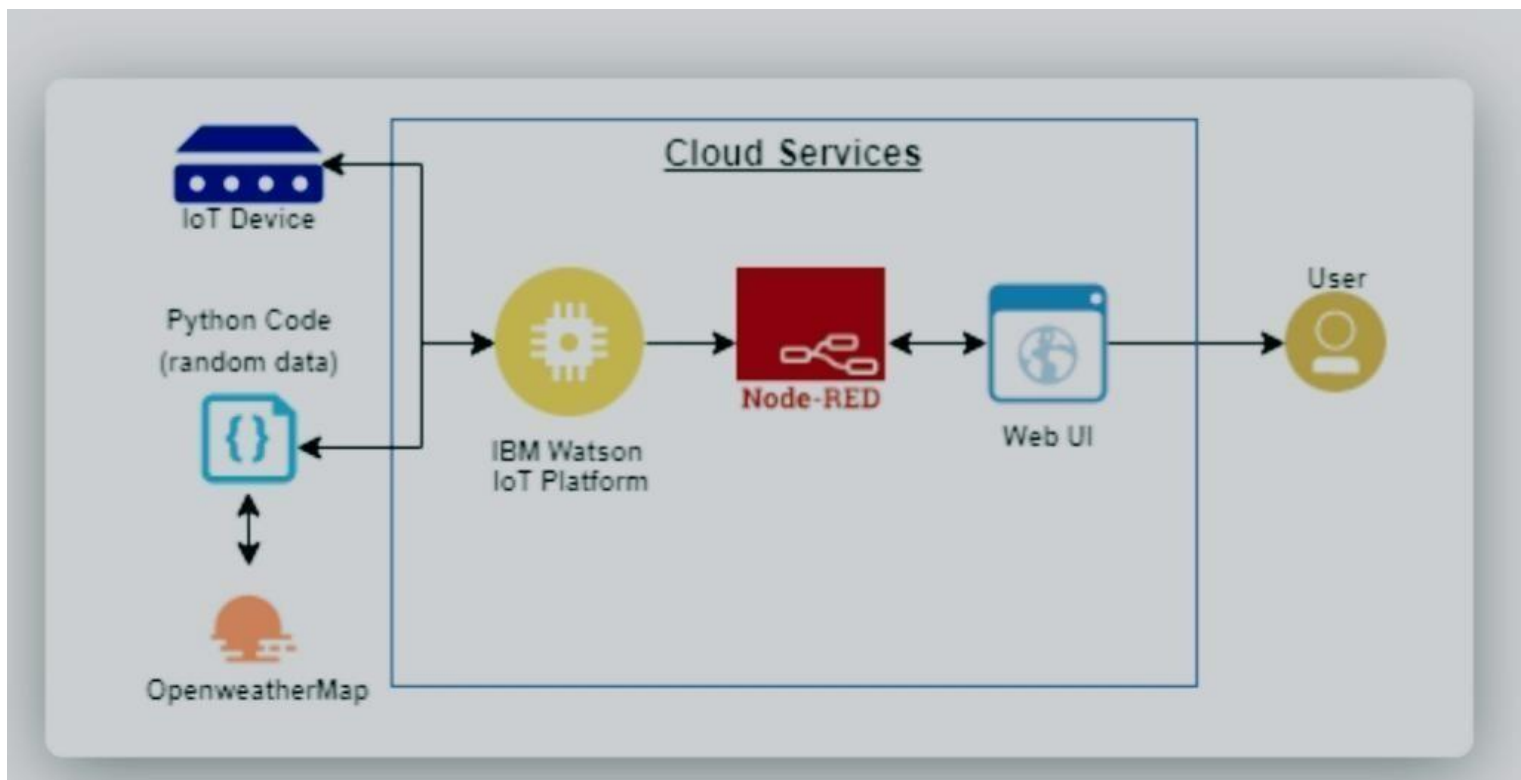 Cloud Services
IoT Device
Python Code
(random data)
{}
IBM Watson
IoT Platform
Node-RED
Web UI
User
OpenweatherMap